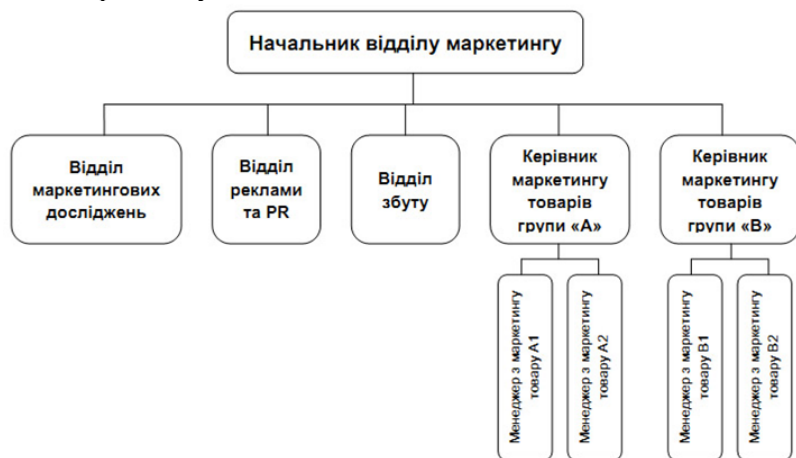 Начальник відділу маркетингу
Відділ
маркетингових
досліджень
Відділ
реклами
та PR
Відділ
збуту
Керівник
маркетингу
товарів
групи «А»
Керівник
маркетингу
товарів
групи «В»
Менеджер з маркетингу
товару А1
Менеджер з маркетингу
товару А2
Менеджер з маркетингу
товару В1
Менеджер з маркетингу
товару В2